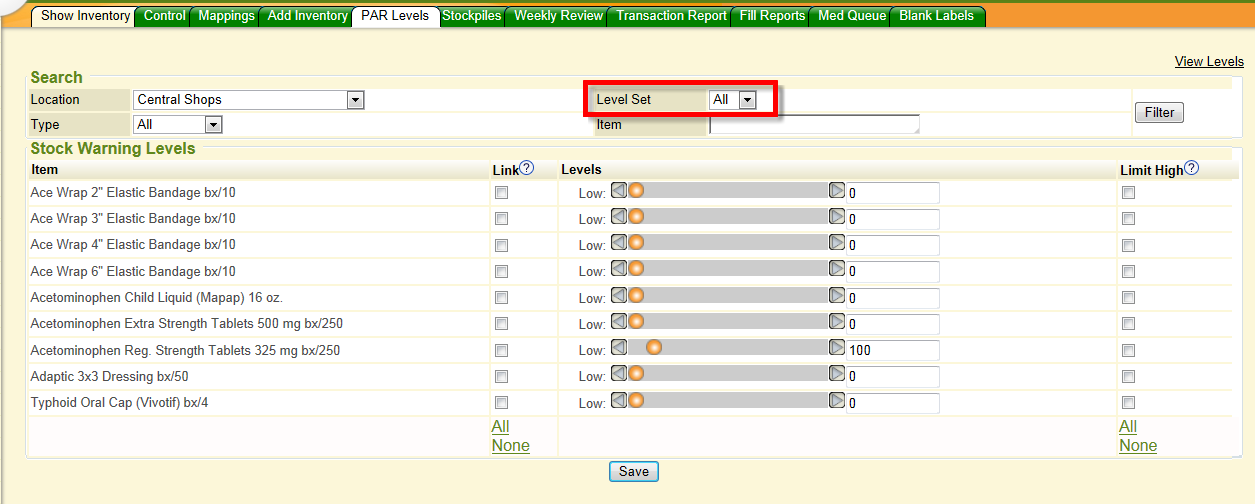 Show Inventory Control Mappings Add Inventory PAR Levels Stockpiles Weekly Review Transaction Report Fill Reports Med Queue Blank Labels
View Levels
Search
Location Central Shops Level Set All
Filter
Type All Item
Stock Warning Levels
Item Link? Levels Limit High?
Ace Wrap 2" Elastic Bandage bx/10 Low: 0
Ace Wrap 3" Elastic Bandage bx/10 Low: 0
Ace Wrap 4" Elastic Bandage bx/10 Low: 0
Ace Wrap 6" Elastic Bandage bx/10 Low: 0
Acetominophen Child Liquid (Mapap) 16 oz. Low: 0
Acetominophen Extra Strength Tablets 500 mg bx/250 Low: 0
Acetominophen Reg. Strength Tablets 325 mg bx/250 Low: 100
Adaptic 3x3 Dressing bx/50 Low: 0
Typhoid Oral Cap (Vivotif) bx/4 Low: 0
All All
None None
Save